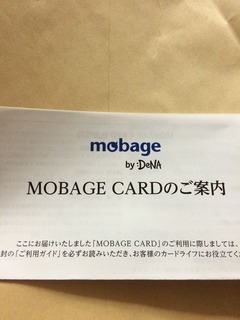 mobage
by :DeNA
MOBAGE CARDのご案内
ここにお届けいたしました「MOBAGE CARD」のご利用に際しましては、
封の「ご利用ガイド」を必ずお読みいただき、お客様のカードライフにお役立てく